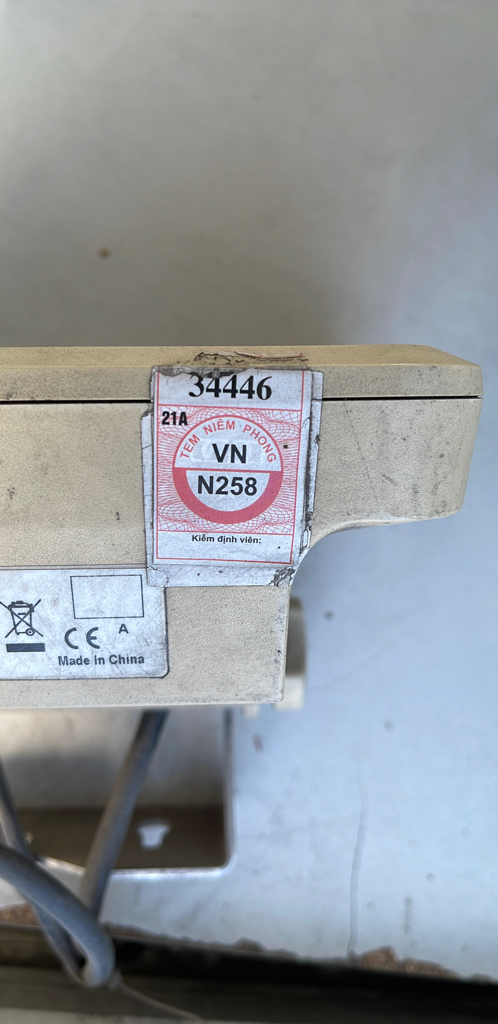 34446
21A
TEM NIÊM PHONG
VN
N258
Kiểm định viên:
CE A
Made In China